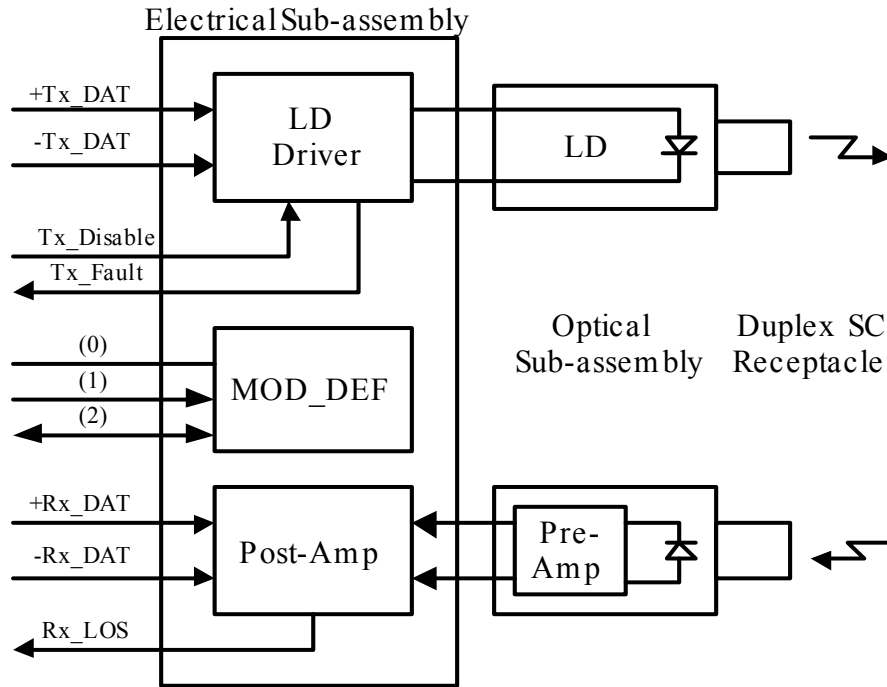 Electrical Sub-assembly
+Tx_DAT
-Tx_DAT
LD
Driver
LD
Tx_Disable
Tx_Fault
(0)
(1)
(2)
MOD_DEF
Optical
Sub-assembly
Duplex SC
Receptacle
+Rx_DAT
-Rx_DAT
Post-Amp
Pre-
Amp
Rx_LOS